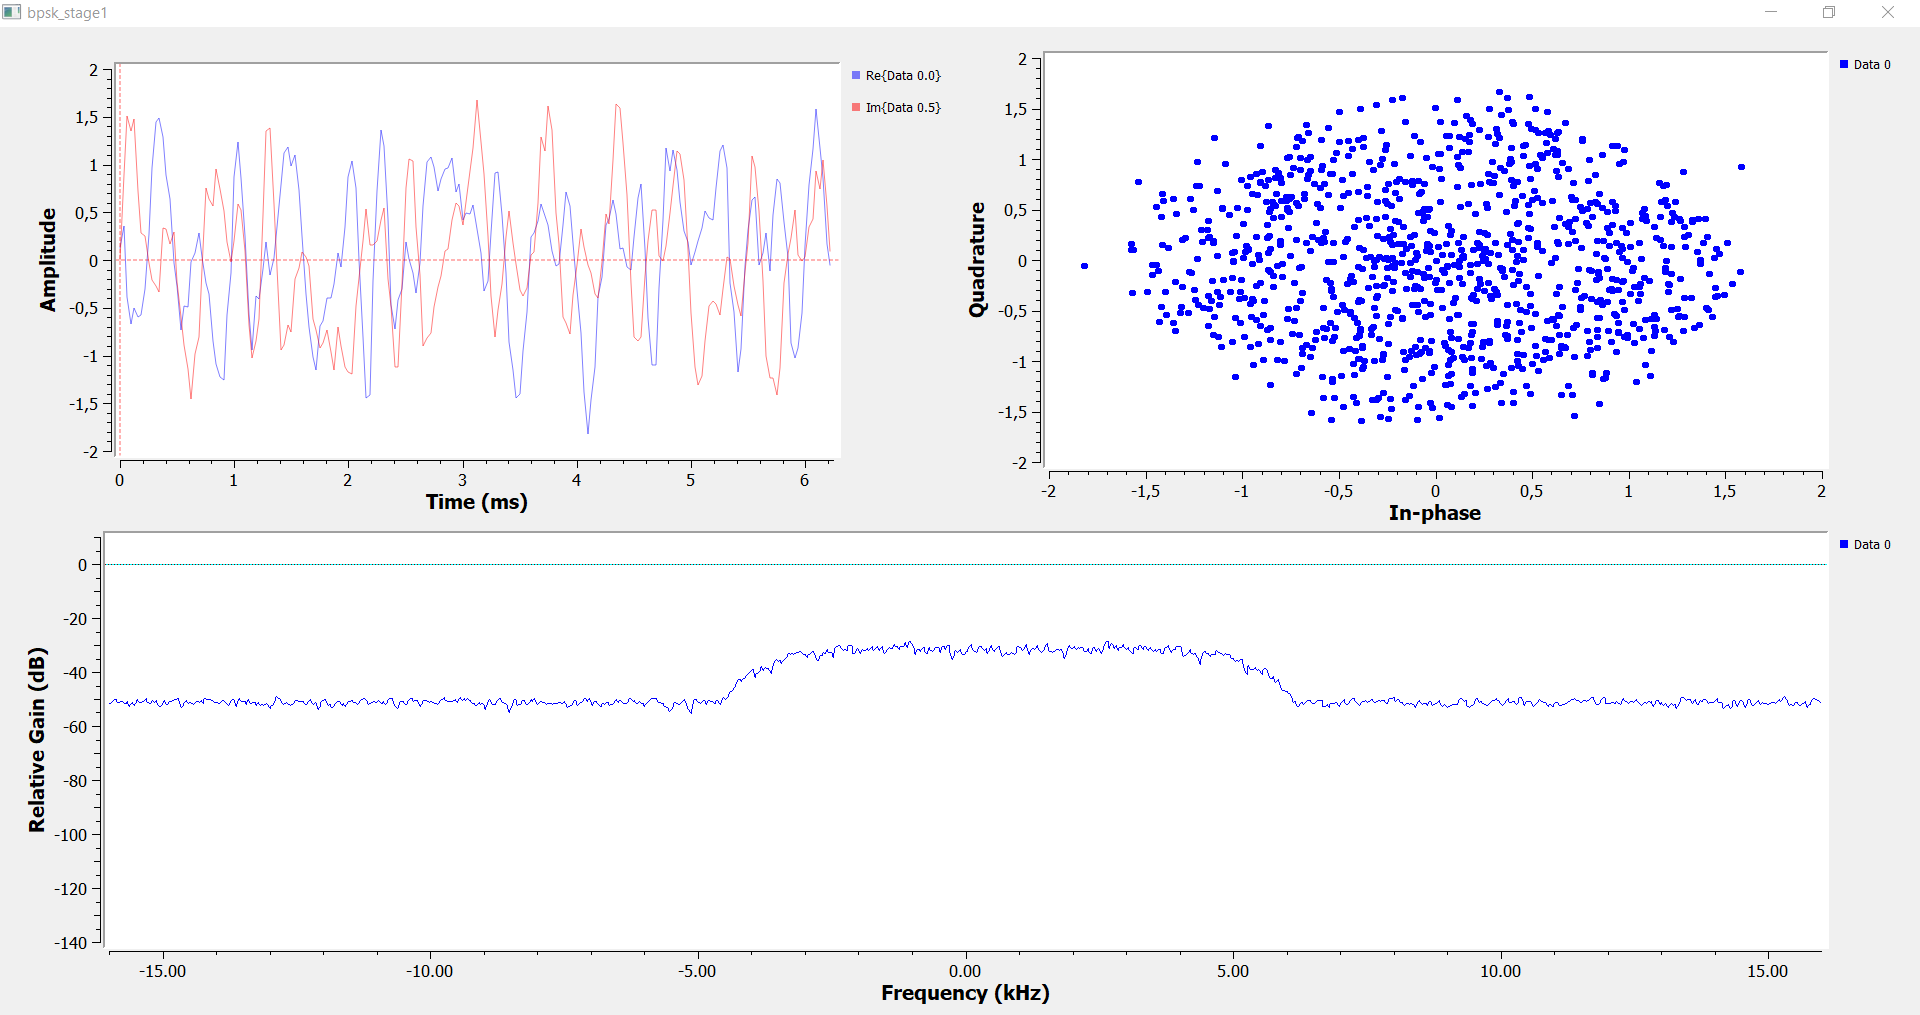 bpsk_stage1
2
1,5
1
0,5
0
-0,5
-1
-1,5
-2
Amplitude
0 1 2 3 4 5 6
Time (ms)
Re{Data 0.0}
Im{Data 0.5}
2
1,5
1
0,5
0
-0,5
-1
-1,5
-2
Quadrature
-2 -1,5 -1 -0,5 0 0,5 1 1,5 2
In-phase
Data 0
0
-20
-40
-60
-80
-100
-120
-140
Relative Gain (dB)
-15.00 -10.00 -5.00 0.00 5.00 10.00 15.00
Frequency (kHz)
Data 0